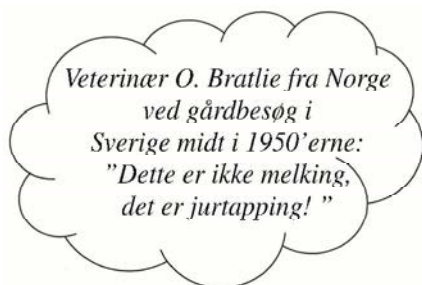 Veterinær O. Bratlie fra Norge
ved gårdbesøg i
Sverige midt i 1950’erne:
”Dette er ikke melking,
det er jurtapping! ”